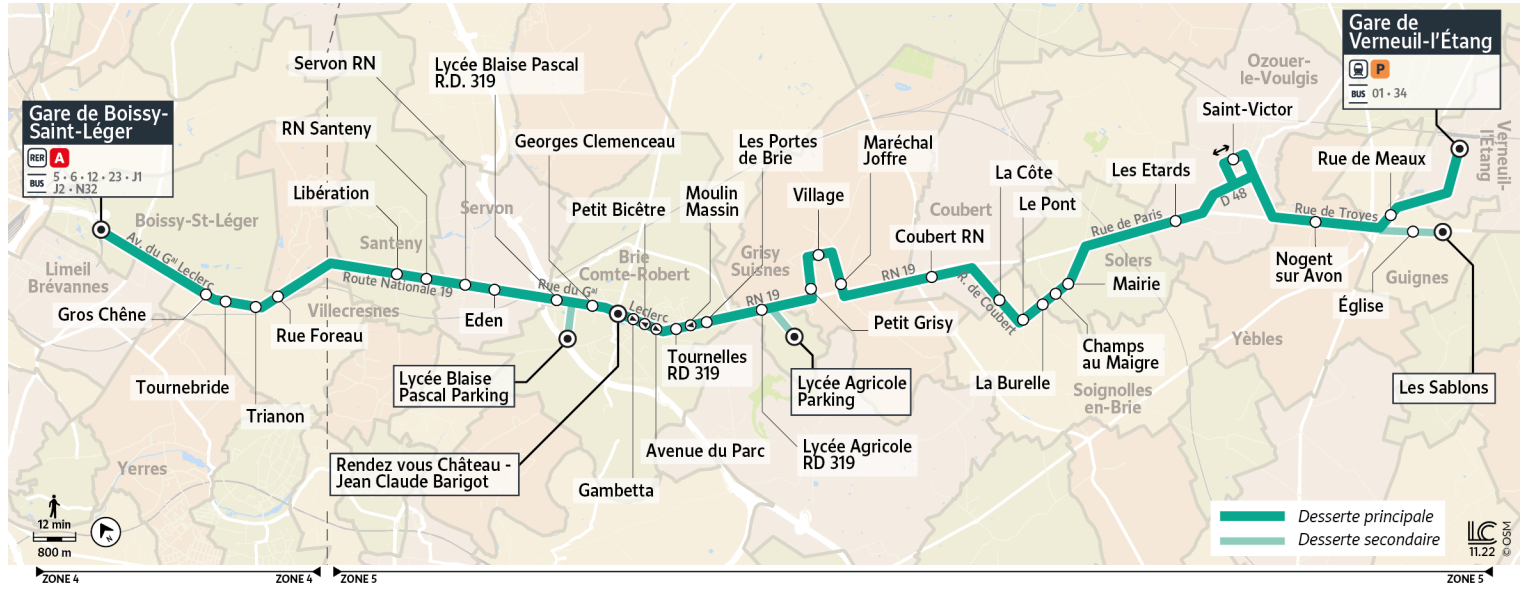 Gare de Boissy-
Saint-Léger
RER A
BUS
5 • 6 • 12 • 23 • J1
J2 • N32
Servon RN
Lycée Blaise Pascal
R.D. 319
RN Santeny
Libération
Georges Clemenceau
Petit Bicêtre
Moulin
Massin
Les Portes
de Brie
Maréchal
Joffre
Village
Coubert RN
La Côte
Le Pont
Les Etards
Saint-Victor
Gare de
Verneuil-l'Étang
P
BUS 01 • 34
Rue de Meaux
Boissy-St-Léger
Limeil
Brévannes
Santeny
Servon
Villecresnes
Brie
Comte-Robert
Grisy
Suisnes
Coubert
Solers
Soignolles
en-Brie
Ozouer-
le-Voulgis
Yèbles
Guignes
Verneuil-
l'Étang
Yerres
Av. du Gal Leclerc
Route Nationale 19
Rue du Gal
Leclerc
RN 19
RN 19
R. de Coubert
Rue de Paris
D 48
Rue de Troyes
Gros Chêne
Tournebride
Trianon
Rue Foreau
Eden
Lycée Blaise
Pascal Parking
Rendez vous Château -
Jean Claude Barigot
Gambetta
Avenue du Parc
Tournelles
RD 319
Lycée Agricole
Parking
Lycée Agricole
RD 319
Petit Grisy
La Burelle
Champs
au Maigre
Mairie
Nogent
sur Avon
Église
Les Sablons
12 min
800 m
N
Desserte principale
Desserte secondaire
LC
11.22
© OSM
ZONE 4
ZONE 4
ZONE 5
ZONE 5